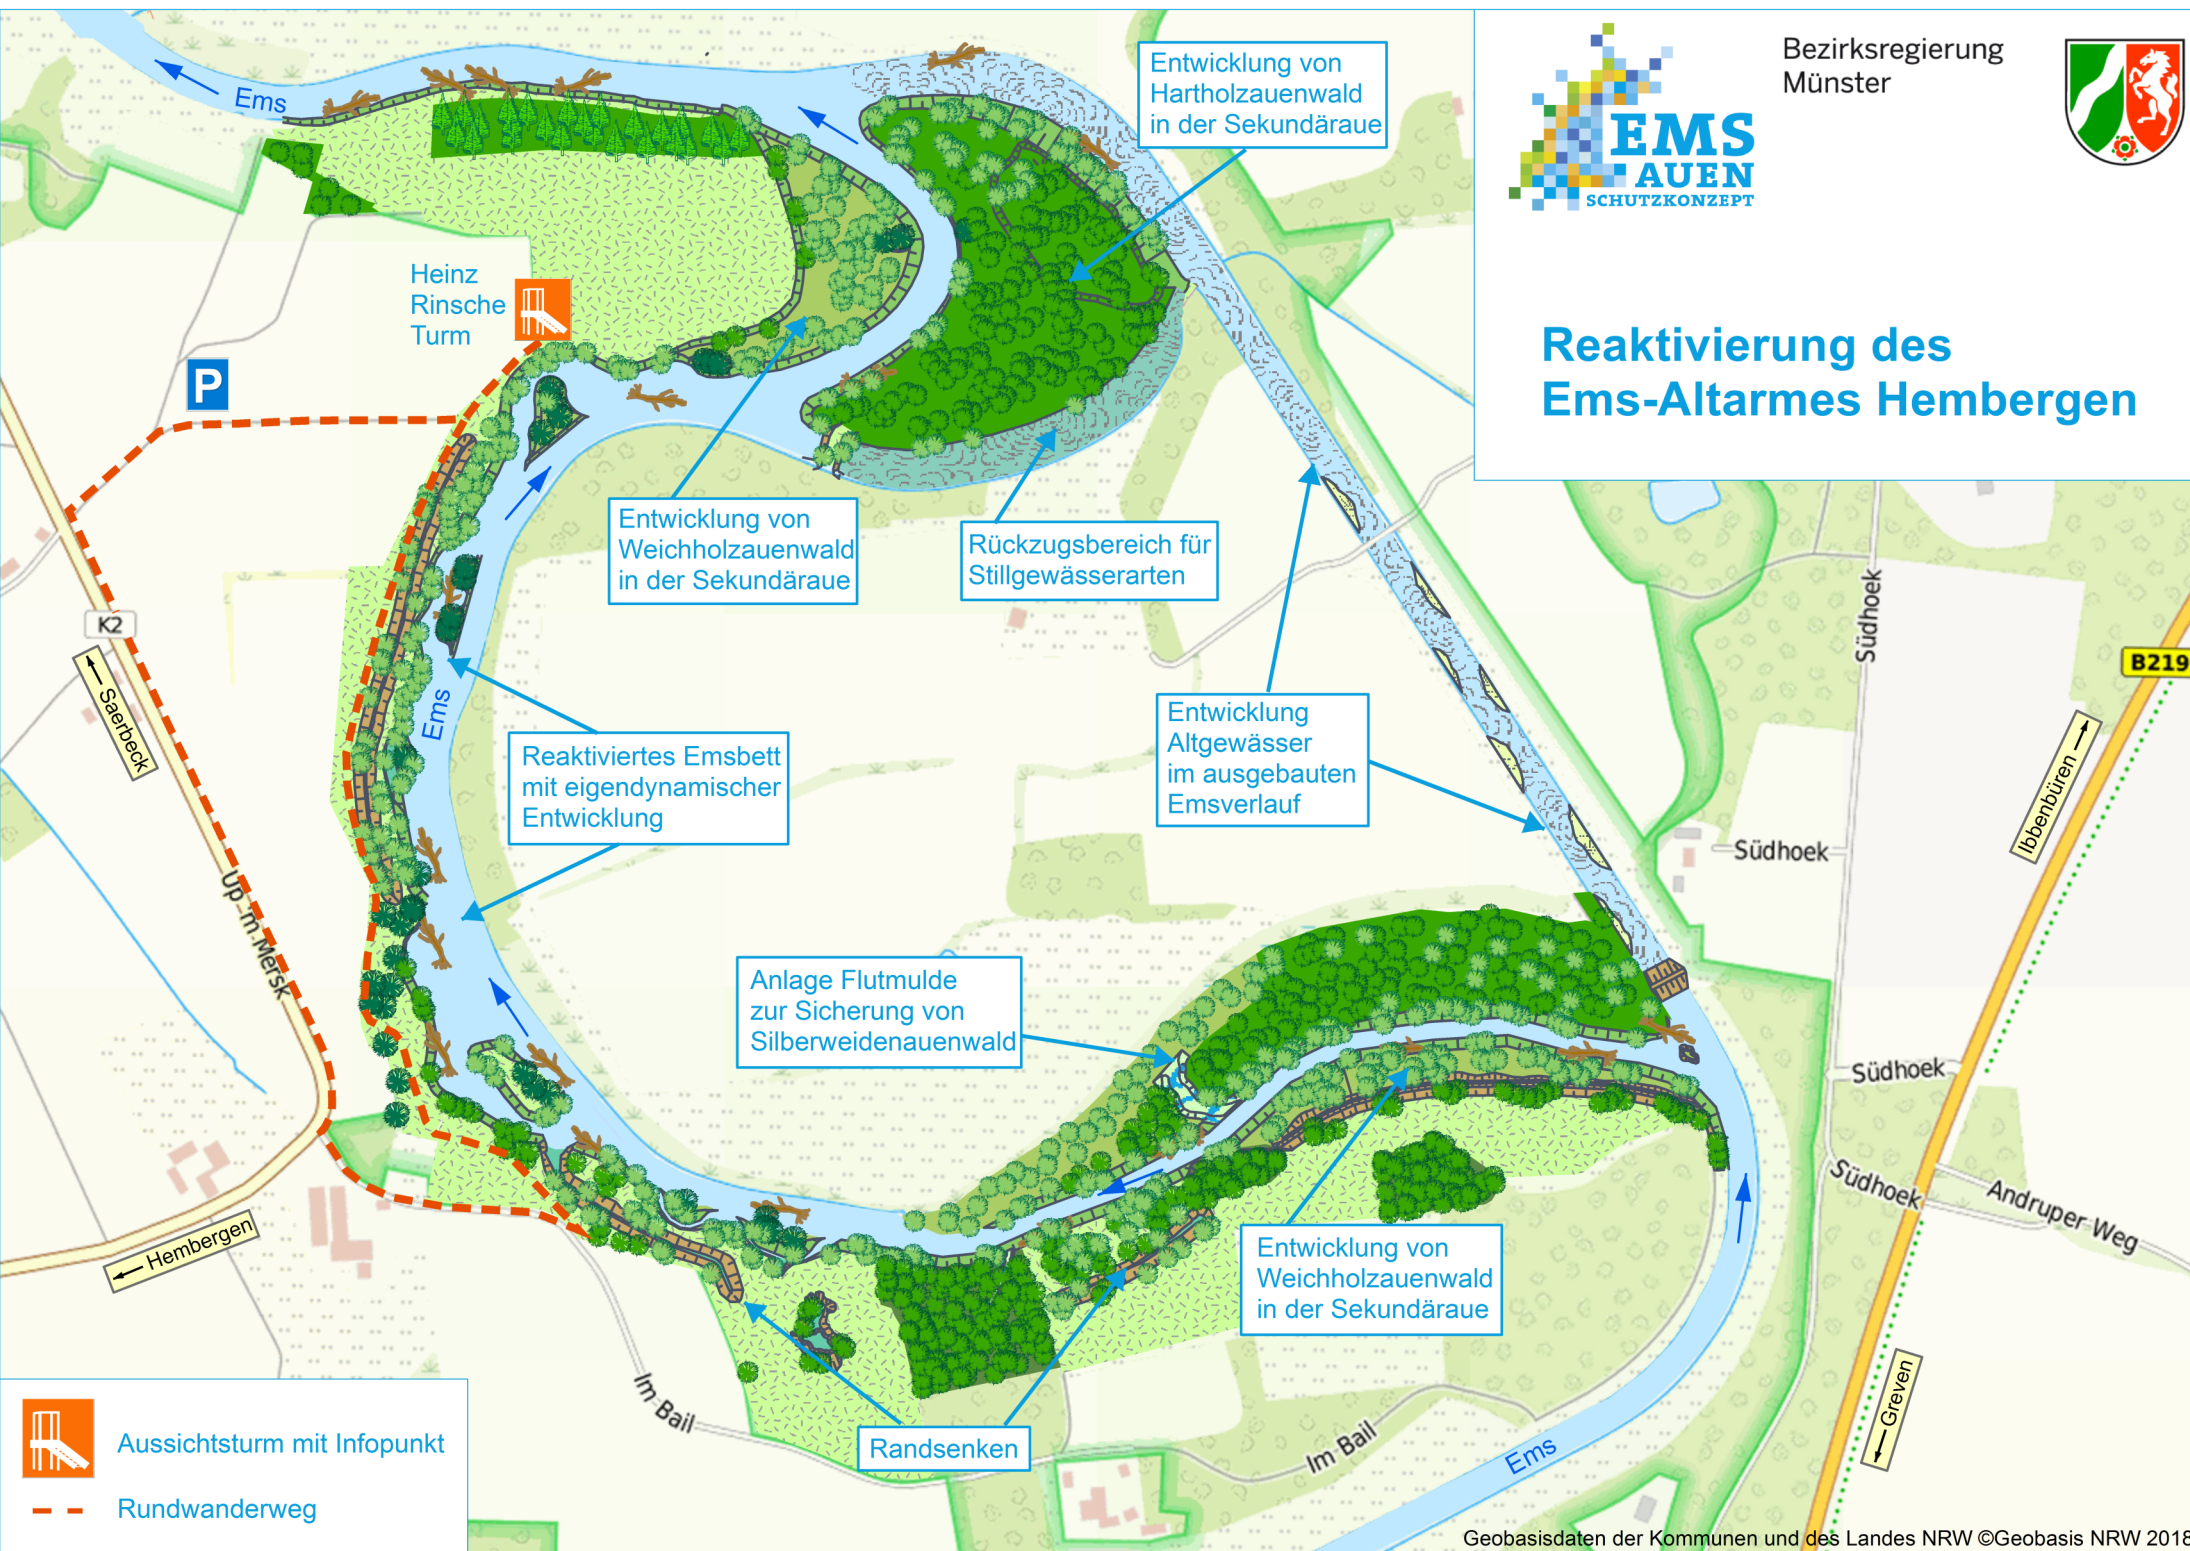 Bezirksregierung
Münster
EMS
AUEN
SCHUTZKONZEPT
Reaktivierung des
Ems-Altarmes Hembergen
Ems
Entwicklung von
Hartholzauenwald
in der Sekundäraue
Heinz
Rinsche
Turm
P
Entwicklung von
Weichholzauenwald
in der Sekundäraue
Rückzugsbereich für
Stillgewässerarten
K2
Saerbeck
Ems
Reaktiviertes Emsbett
mit eigendynamischer
Entwicklung
Entwicklung
Altgewässer
im ausgebauten
Emsverlauf
Südhoek
B219
Ibbenbüren
Südhoek
Up 'm Mersk
Anlage Flutmulde
zur Sicherung von
Silberweidenauenwald
Südhoek
Südhoek
Andruper Weg
Hembergen
Entwicklung von
Weichholzauenwald
in der Sekundäraue
Im Bail
Randsenken
Im Bail
Ems
Greven
Aussichtsturm mit Infopunkt
Rundwanderweg
Geobasisdaten der Kommunen und des Landes NRW ©Geobasis NRW 2018